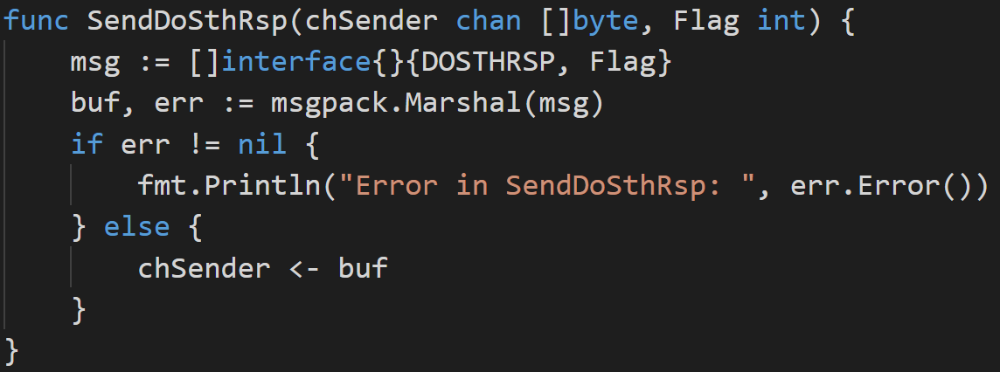 func SendDoSthRsp(chSender chan []byte, Flag int) {
    msg := []interface{}{DOSTHRSP, Flag}
    buf, err := msgpack.Marshal(msg)
    if err != nil {
        fmt.Println("Error in SendDoSthRsp: ", err.Error())
    } else {
        chSender <- buf
    }
}